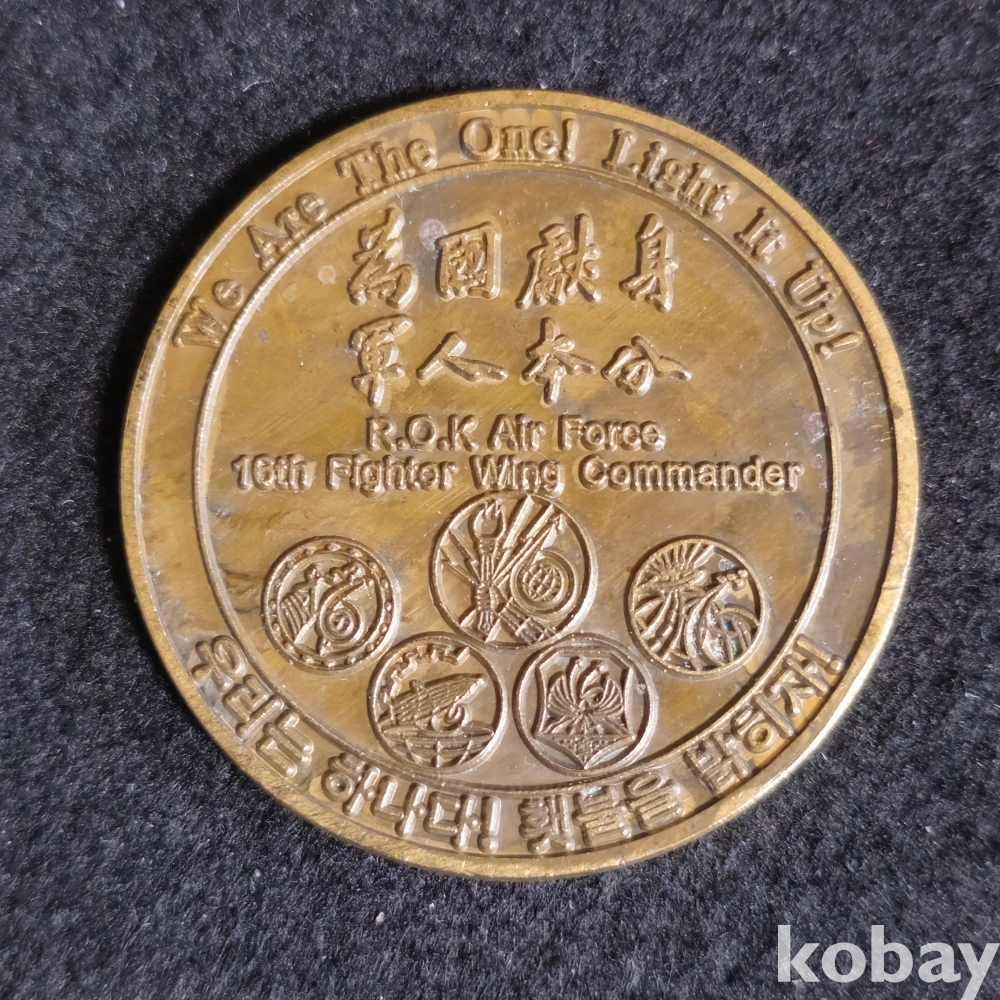 We Are The One! Light It Up!
為國獻身
軍人本分
R.O.K Air Force
16th Fighter Wing Commander
우리는 하나다! 횃불을 밝히자!
kobay